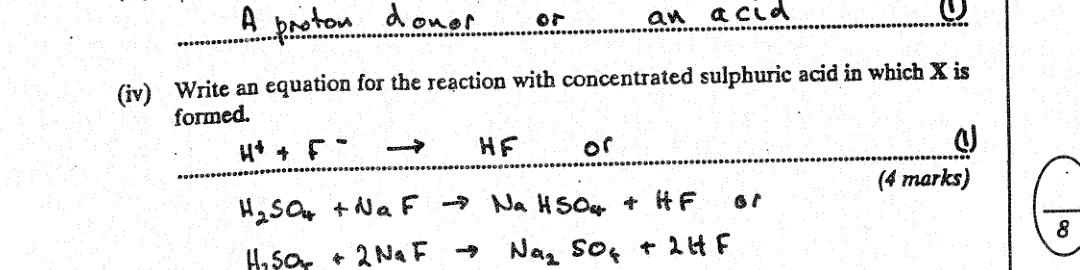 A proton donor or an acid (1)
(iv) Write an equation for the reaction with concentrated sulphuric acid in which X is
formed.
H⁺ + F⁻ → HF or (1)
(4 marks)
H₂SO₄ + NaF → NaHSO₄ + HF or
8
H₂SO₄ + 2NaF → Na₂SO₄ + 2HF